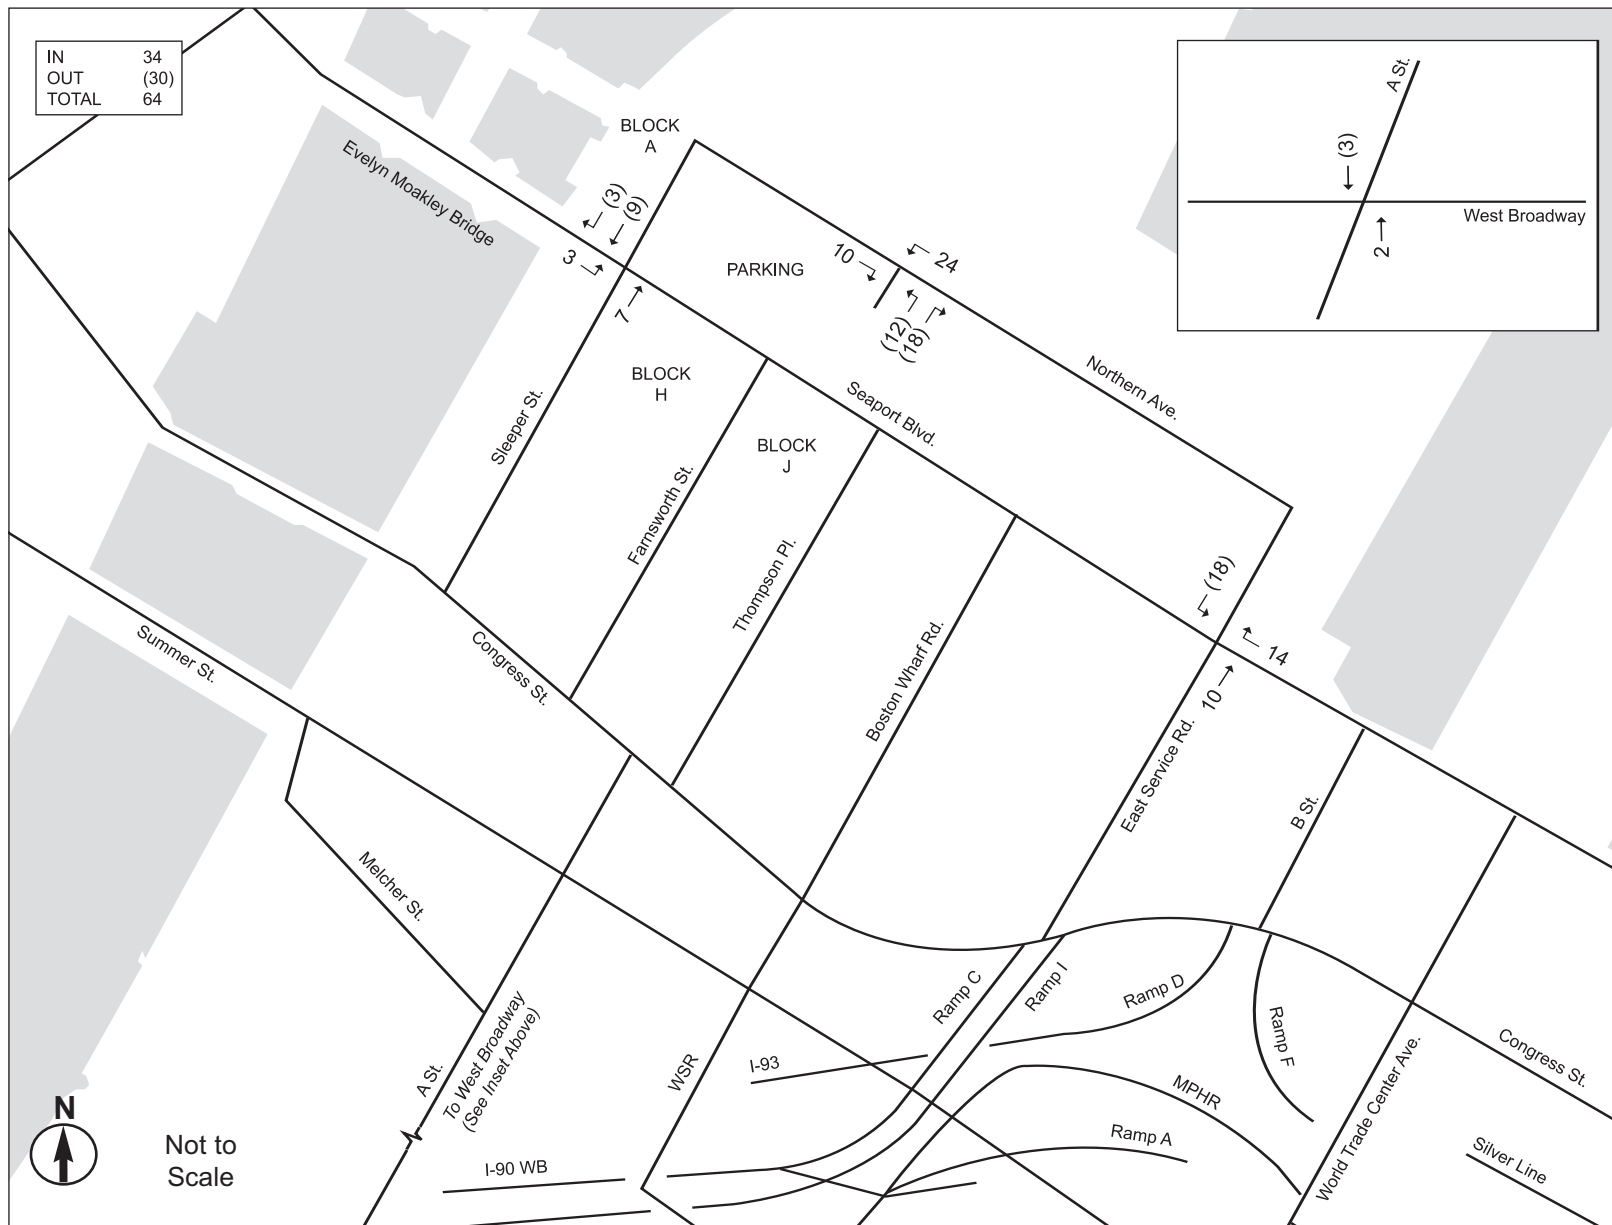 IN 34
OUT (30)
TOTAL 64
BLOCK
A
Evelyn Moakley Bridge
(3)
(9)
3
7
PARKING
10
24
(12)
(18)
A St.
(3)
West Broadway
2
BLOCK
H
Sleeper St.
Seaport Blvd.
Northern Ave.
BLOCK
J
Farnsworth St.
Thompson Pl.
Boston Wharf Rd.
(18)
14
10
East Service Rd.
B St.
Summer St.
Congress St.
Melcher St.
A St.
To West Broadway
(See Inset Above)
WSR
I-93
Ramp C
Ramp I
Ramp D
Ramp F
MPHR
Ramp A
World Trade Center Ave.
Congress St.
Silver Line
I-90 WB
N
Not to
Scale